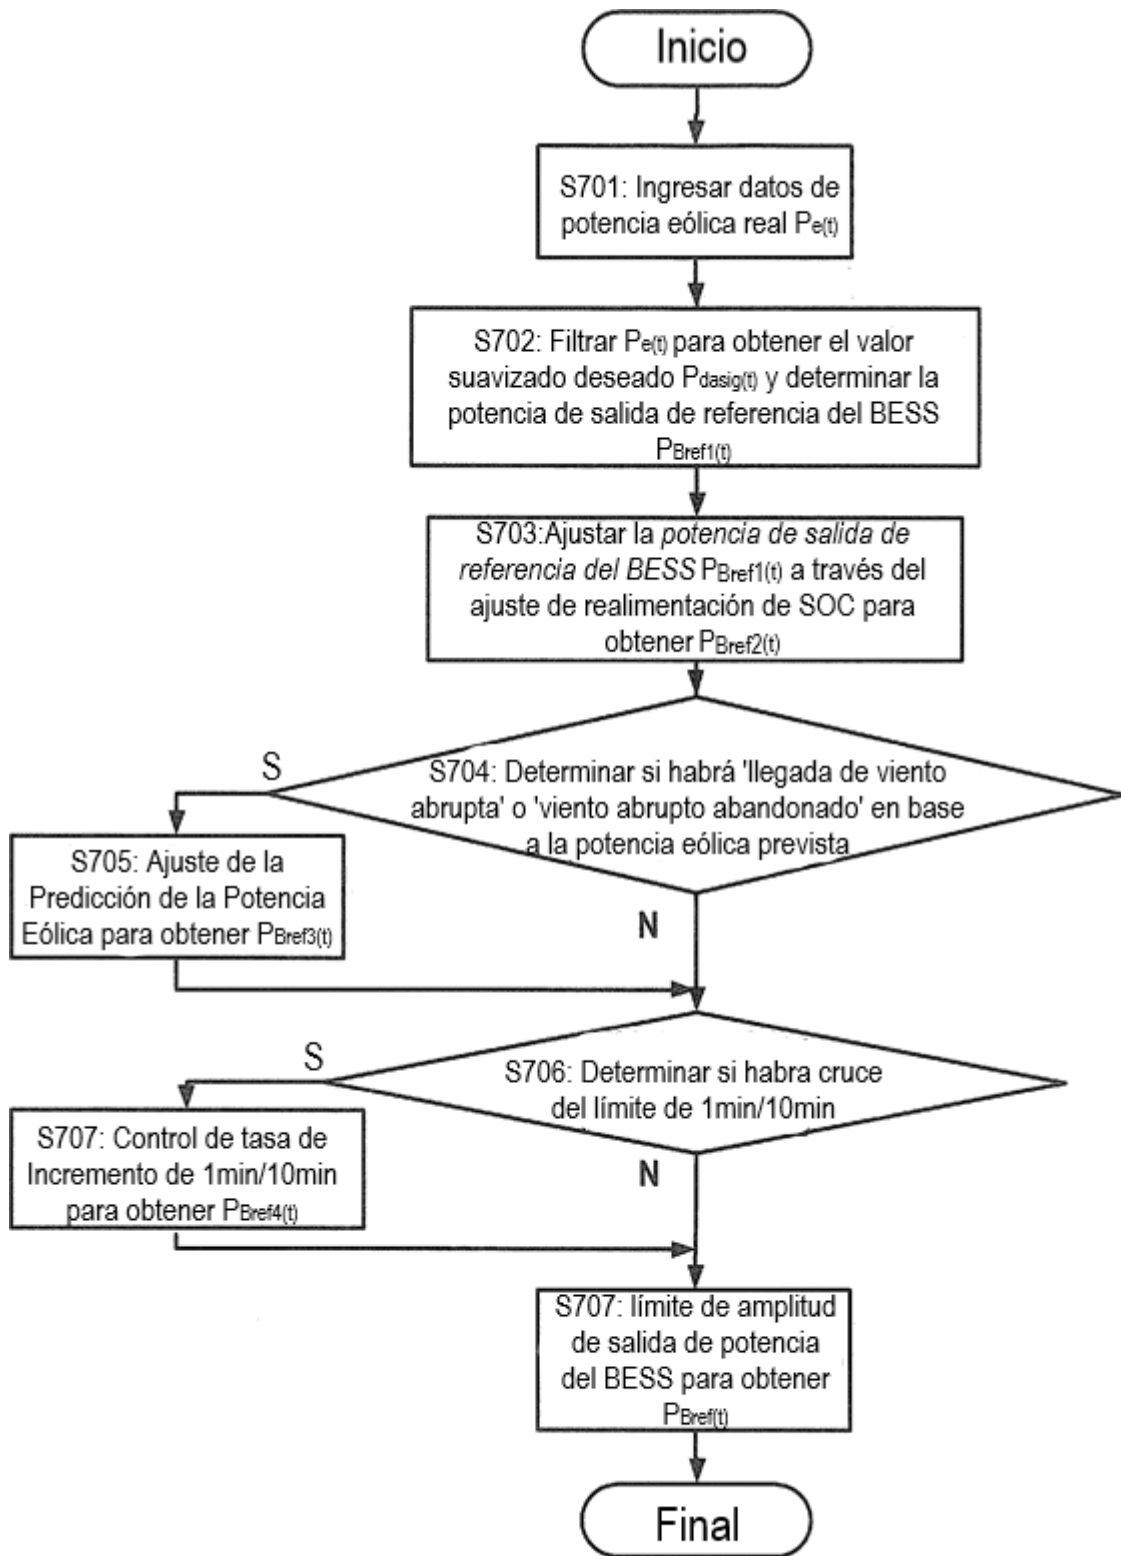 Inicio
S701: Ingresar datos de
potencia eólica real Pe(t)
S702: Filtrar Pe(t) para obtener el valor
suavizado deseado Pdasig(t) y determinar la
potencia de salida de referencia del BESS
PBref1(t)
S703:Ajustar la potencia de salida de
referencia del BESS PBref1(t) a través del
ajuste de realimentación de SOC para
obtener PBref2(t)
S
S704: Determinar si habrá 'llegada de viento
abrupta' o 'viento abrupto abandonado' en base
a la potencia eólica prevista
S705: Ajuste de la
Predicción de la Potencia
Eólica para obtener PBref3(t)
N
S
S706: Determinar si habra cruce
del límite de 1min/10min
S707: Control de tasa de
Incremento de 1min/10min
para obtener PBref4(t)
N
S707: límite de amplitud
de salida de potencia
del BESS para obtener
PBref(t)
Final